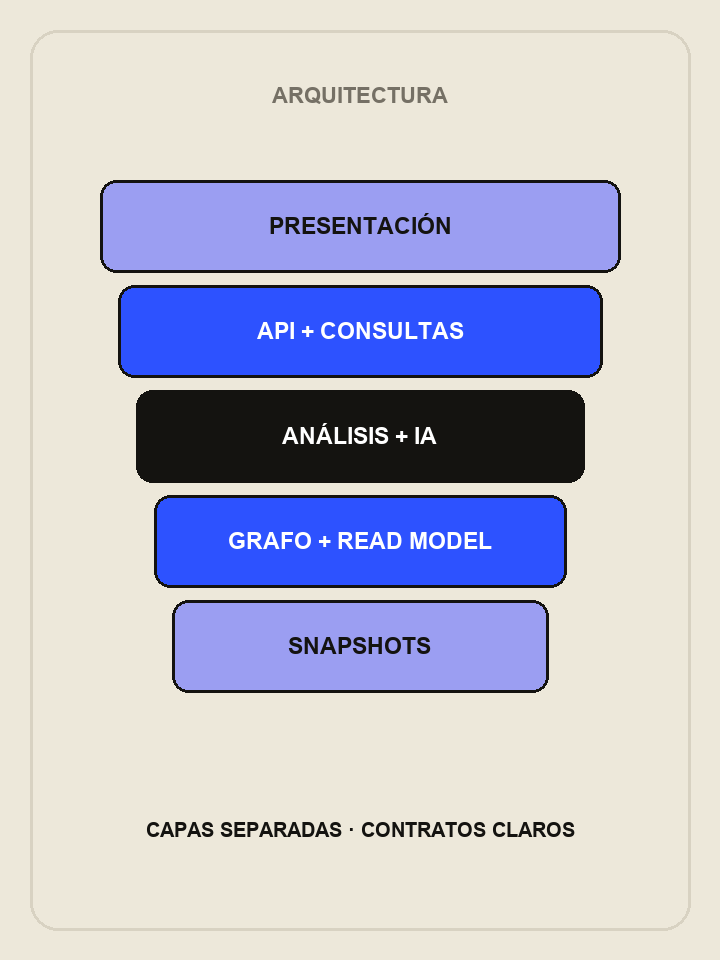 ARQUITECTURA
PRESENTACIÓN
API + CONSULTAS
ANÁLISIS + IA
GRAFO + READ MODEL
SNAPSHOTS
CAPAS SEPARADAS · CONTRATOS CLAROS